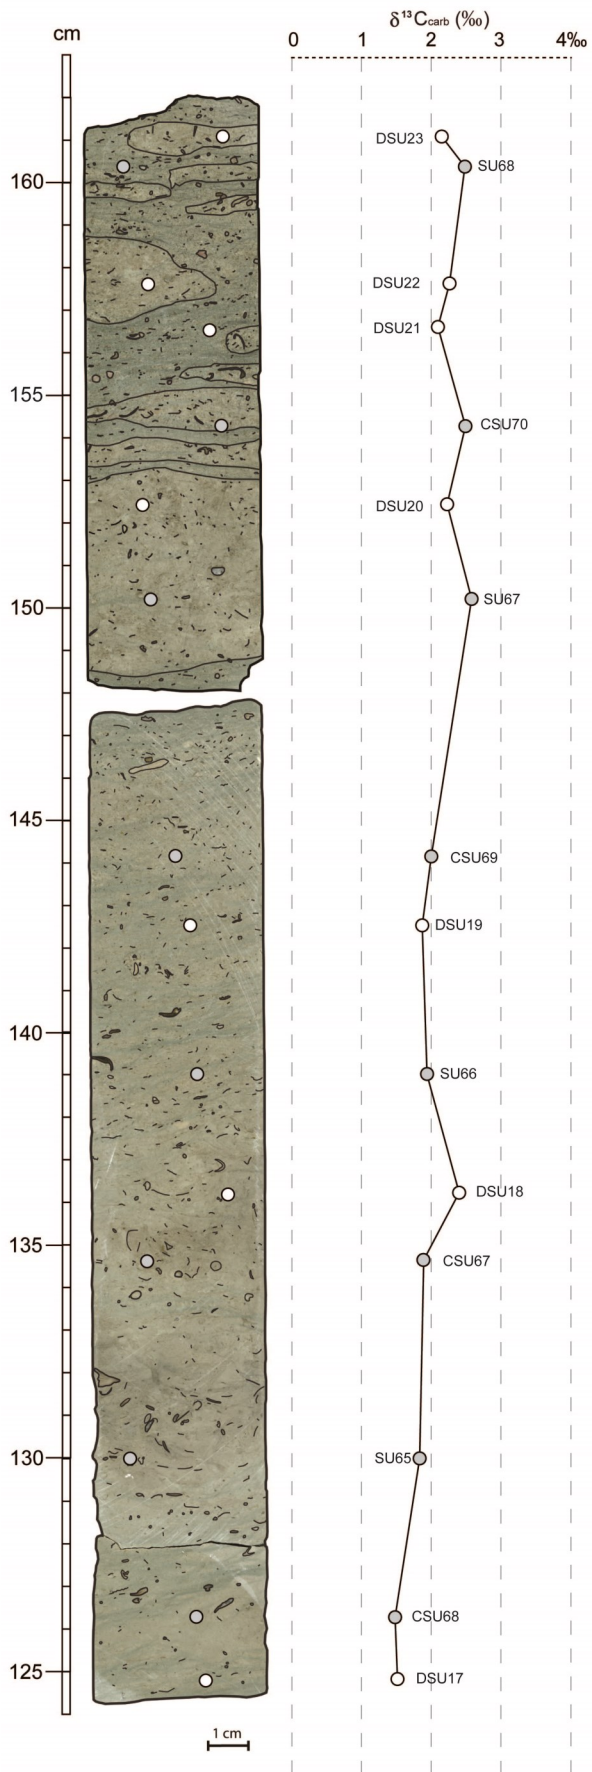 cm
δ¹³Ccarb (‰)
0 1 2 3 4‰
DSU23
SU68
160
DSU22
DSU21
155
CSU70
DSU20
150
SU67
145
CSU69
DSU19
140
SU66
DSU18
135
CSU67
130
SU65
CSU68
125
DSU17
1 cm